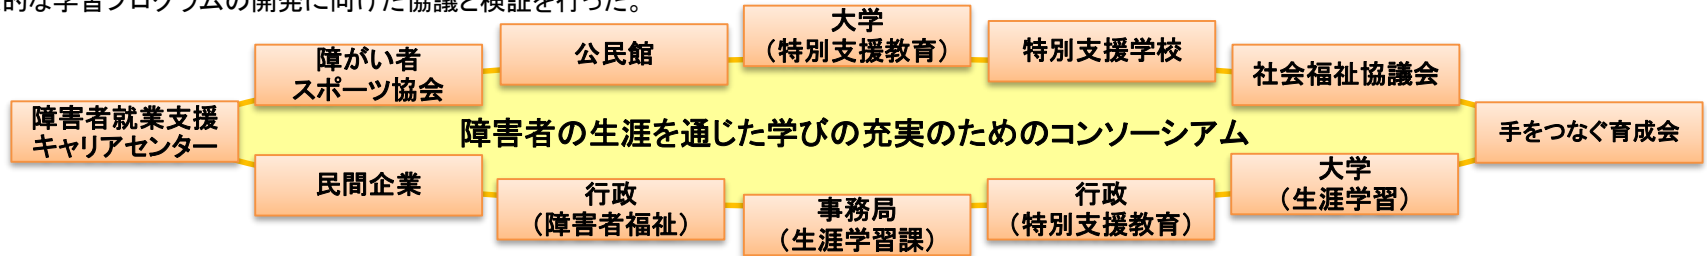 的な学習プログラムの開発に向けた協議と検証を行った。
大学
（特別支援教育）
公民館
特別支援学校
障がい者
スポーツ協会
社会福祉協議会
障害者就業支援
キャリアセンター
障害者の生涯を通じた学びの充実のためのコンソーシアム
手をつなぐ育成会
民間企業
行政
（障害者福祉）
事務局
（生涯学習課）
行政
（特別支援教育）
大学
（生涯学習）